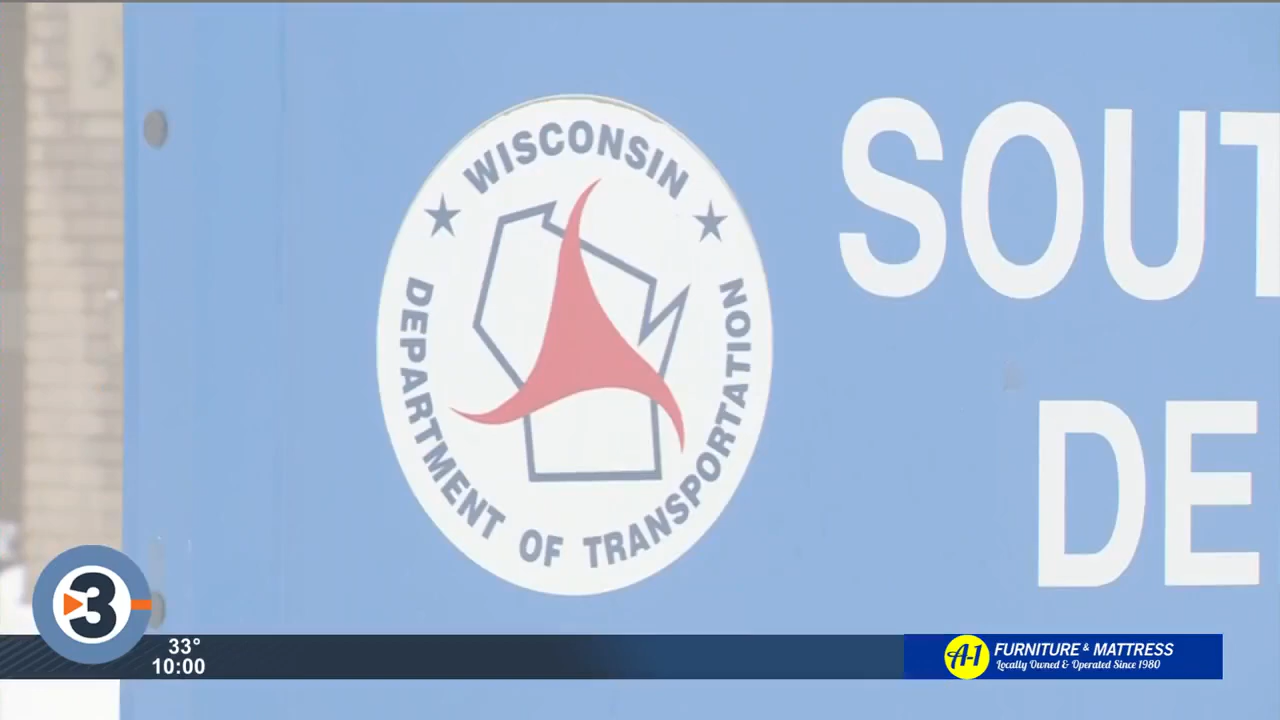 WISCONSIN
DEPARTMENT OF TRANSPORTATION
SOUT
DE
3
33°
10:00
A-1 FURNITURE & MATTRESS
Locally Owned & Operated Since 1980